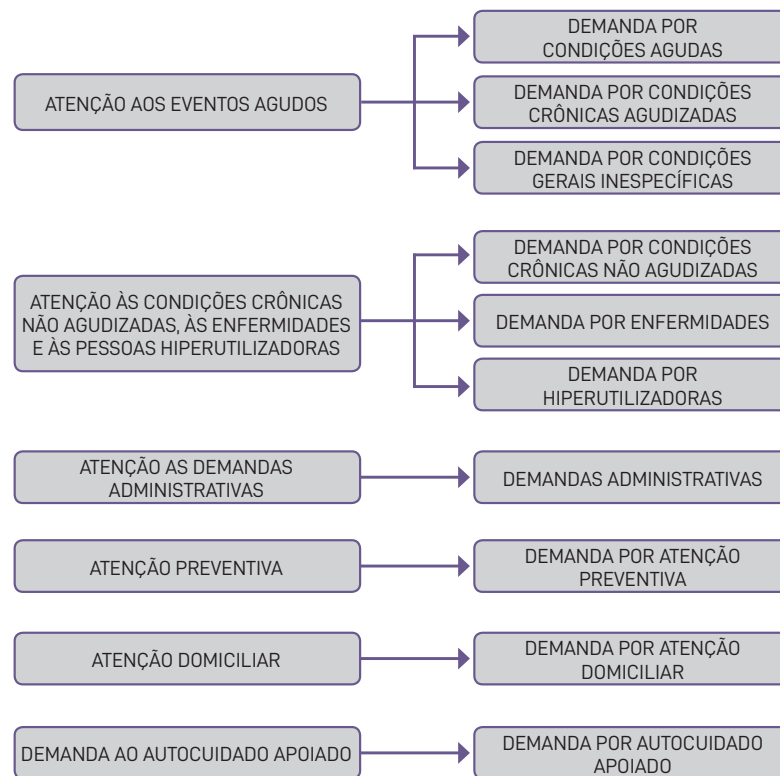 DEMANDA POR
CONDIÇÕES AGUDAS
ATENÇÃO AOS EVENTOS AGUDOS
DEMANDA POR CONDIÇÕES
CRÔNICAS AGUDIZADAS
DEMANDA POR CONDIÇÕES
GERAIS INESPECÍFICAS
ATENÇÃO ÀS CONDIÇÕES CRÔNICAS
NÃO AGUDIZADAS, ÀS ENFERMIDADES
E ÀS PESSOAS HIPERUTILIZADORAS
DEMANDA POR CONDIÇÕES
CRÔNICAS NÃO AGUDIZADAS
DEMANDA POR ENFERMIDADES
DEMANDA POR
HIPERUTILIZADORAS
ATENÇÃO AS DEMANDAS
ADMINISTRATIVAS
DEMANDAS ADMINISTRATIVAS
ATENÇÃO PREVENTIVA
DEMANDA POR ATENÇÃO
PREVENTIVA
ATENÇÃO DOMICILIAR
DEMANDA POR ATENÇÃO
DOMICILIAR
DEMANDA AO AUTOCUIDADO APOIADO
DEMANDA POR AUTOCUIDADO
APOIADO